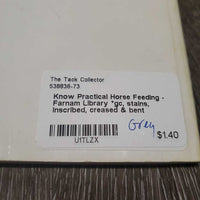 The Tack Collector
538838-73
Know Practical Horse Feeding -
Farnam Library *gc, stains,
inscribed, creased & bent
Grey
U1TLZX
$1.40